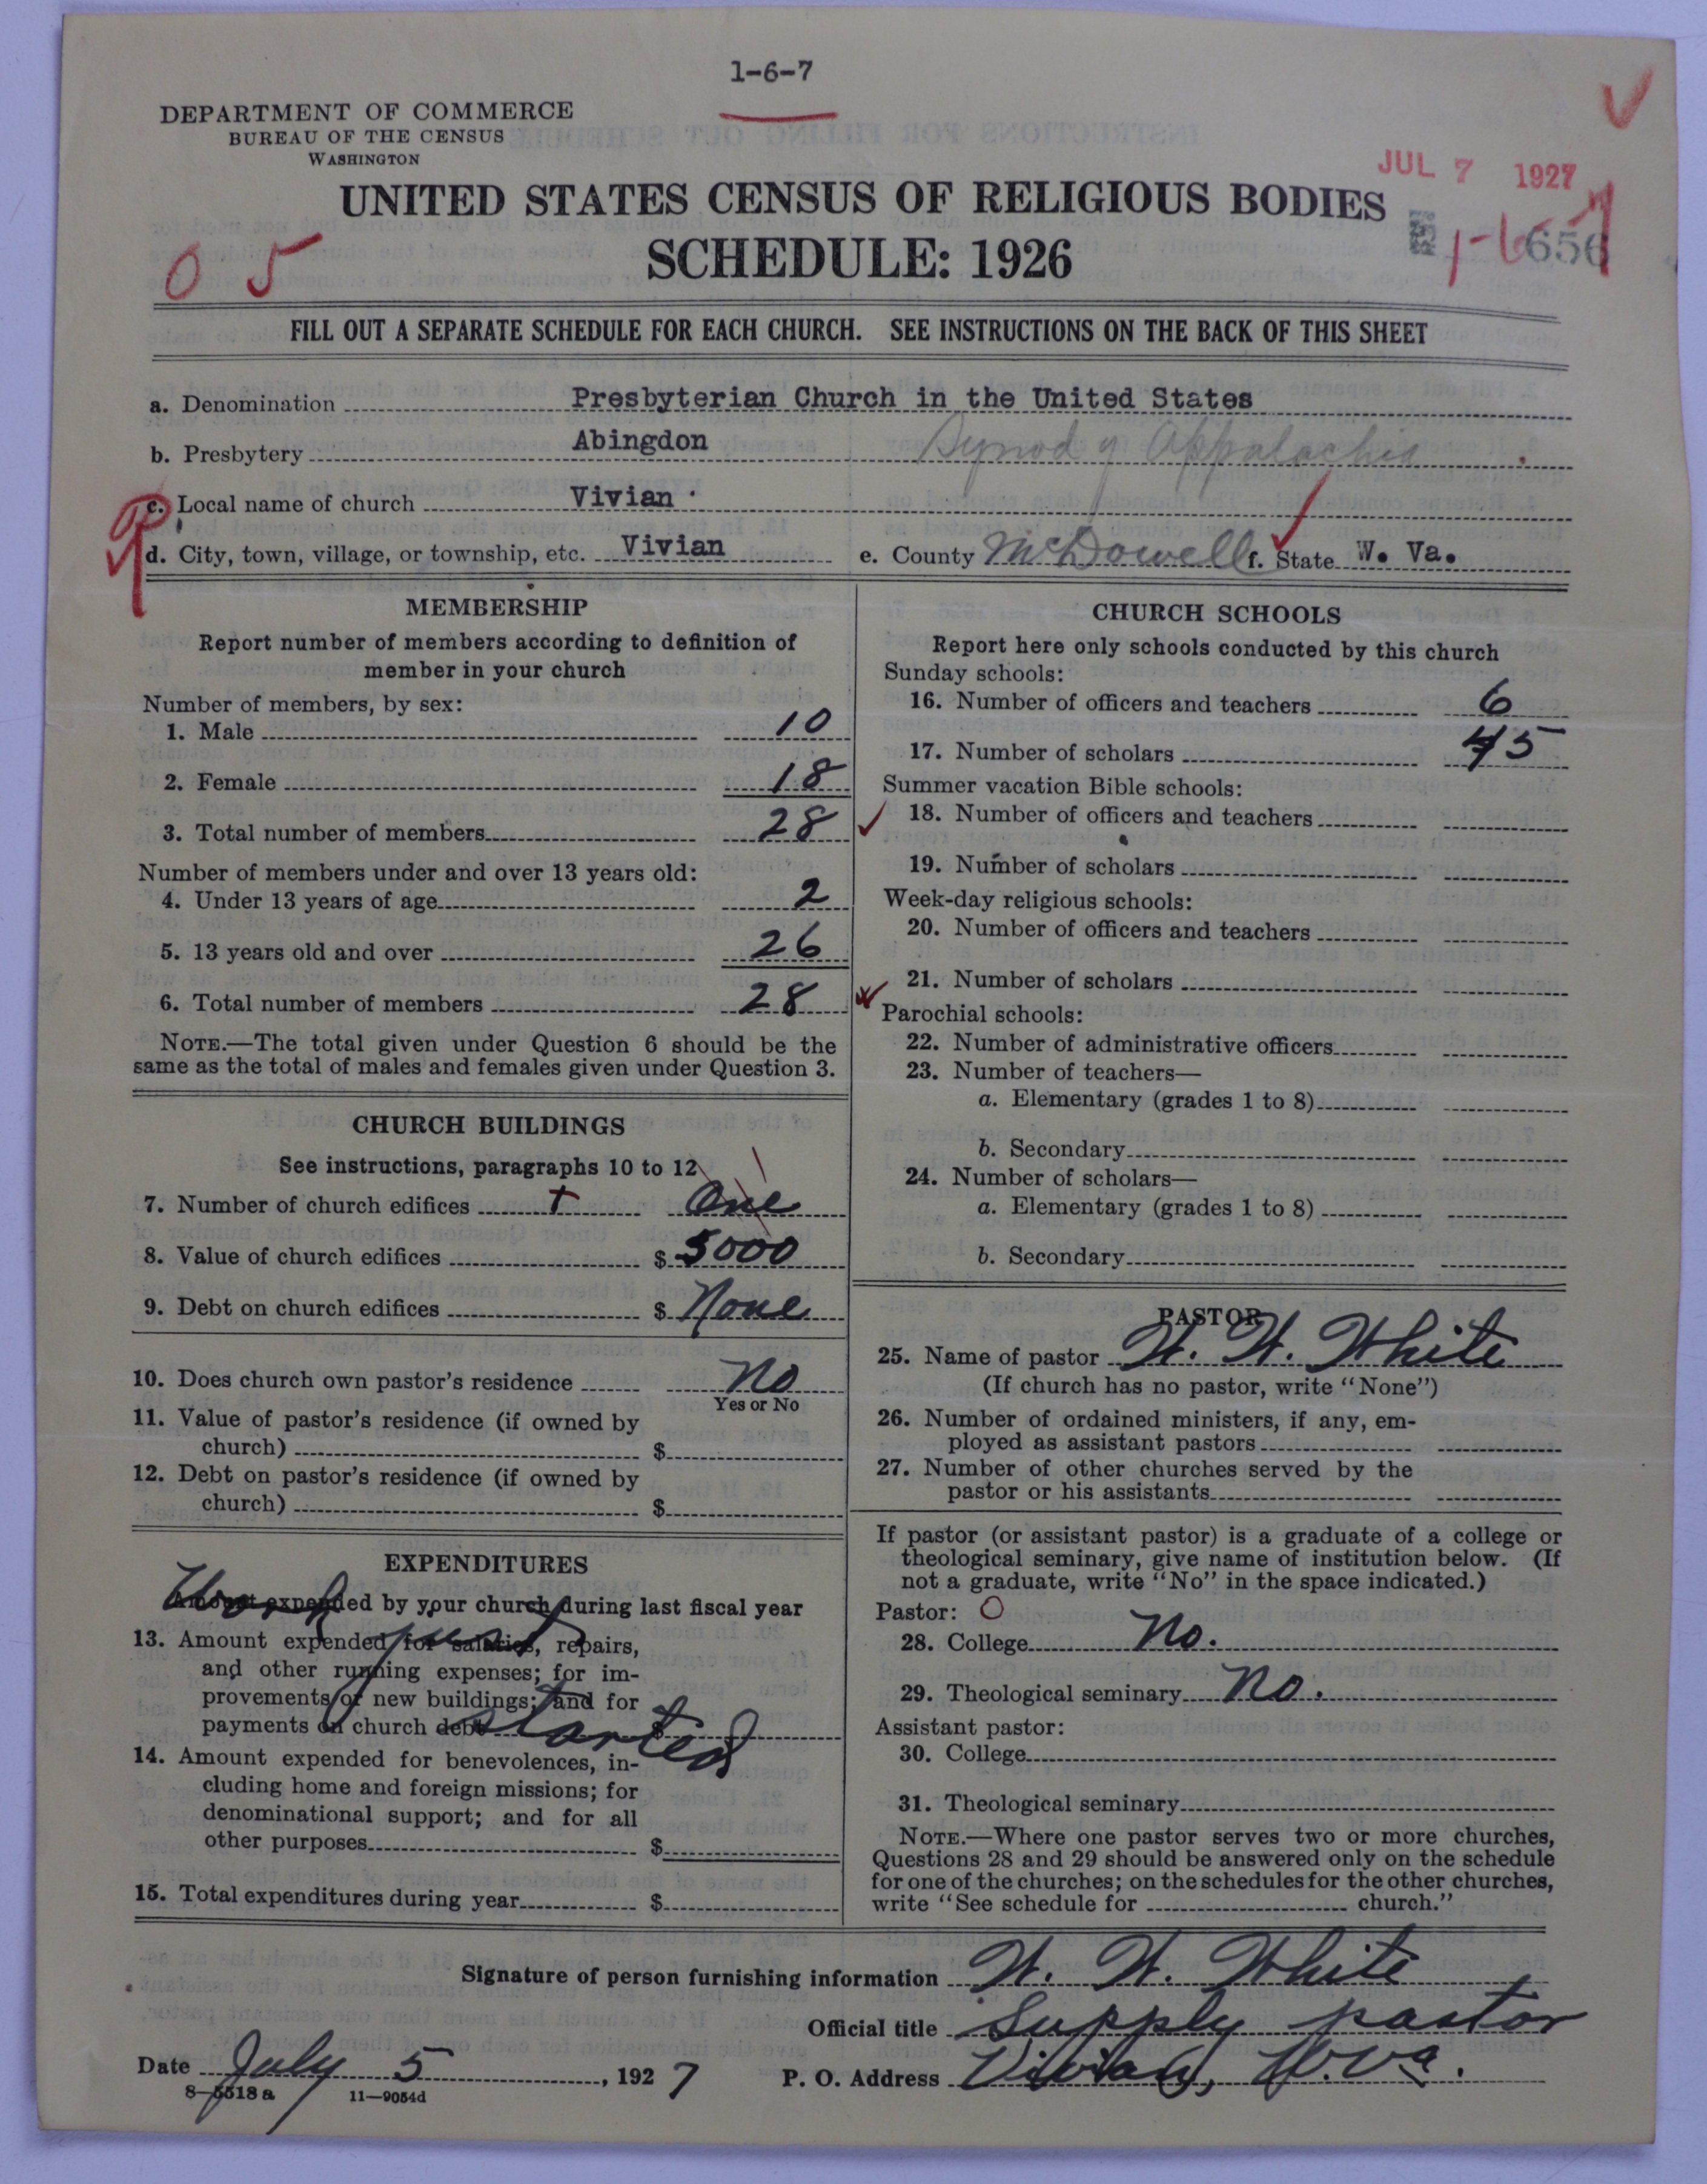 1-6-7
DEPARTMENT OF COMMERCE
BUREAU OF THE CENSUS
WASHINGTON
JUL 7 1927
UNITED STATES CENSUS OF RELIGIOUS BODIES
SCHEDULE: 1926
1-6-7
656
0 5
FILL OUT A SEPARATE SCHEDULE FOR EACH CHURCH. SEE INSTRUCTIONS ON THE BACK OF THIS SHEET
a. Denomination Presbyterian Church in the United States
b. Presbytery Abingdon Synod of Appalachia
c. Local name of church Vivian
d. City, town, village, or township, etc. Vivian e. County McDowell f. State W. Va.
MEMBERSHIP
Report number of members according to definition of
member in your church
Number of members, by sex:
1. Male 10
2. Female 18
3. Total number of members 28
Number of members under and over 13 years old:
4. Under 13 years of age 2
5. 13 years old and over 26
6. Total number of members 28
NOTE.—The total given under Question 6 should be the
same as the total of males and females given under Question 3.
CHURCH BUILDINGS
See instructions, paragraphs 10 to 12
7. Number of church edifices One
8. Value of church edifices $ 5000
9. Debt on church edifices $ None
10. Does church own pastor's residence No
Yes or No
11. Value of pastor's residence (if owned by
church) $
12. Debt on pastor's residence (if owned by
church) $
EXPENDITURES
Amount expended by your church during last fiscal year
Work just started
13. Amount expended for salaries, repairs,
and other running expenses; for im-
provements or new buildings; and for
payments on church debt $
14. Amount expended for benevolences, in-
cluding home and foreign missions; for
denominational support; and for all
other purposes $
15. Total expenditures during year $
CHURCH SCHOOLS
Report here only schools conducted by this church
Sunday schools:
16. Number of officers and teachers 6
17. Number of scholars 45
Summer vacation Bible schools:
18. Number of officers and teachers
19. Number of scholars
Week-day religious schools:
20. Number of officers and teachers
21. Number of scholars
Parochial schools:
22. Number of administrative officers
23. Number of teachers—
a. Elementary (grades 1 to 8)
b. Secondary
24. Number of scholars—
a. Elementary (grades 1 to 8)
b. Secondary
PASTOR
25. Name of pastor W. W. White
(If church has no pastor, write "None")
26. Number of ordained ministers, if any, em-
ployed as assistant pastors
27. Number of other churches served by the
pastor or his assistants
If pastor (or assistant pastor) is a graduate of a college or
theological seminary, give name of institution below. (If
not a graduate, write "No" in the space indicated.)
Pastor:
28. College No.
29. Theological seminary No.
Assistant pastor:
30. College
31. Theological seminary
NOTE.—Where one pastor serves two or more churches,
Questions 28 and 29 should be answered only on the schedule
for one of the churches; on the schedules for the other churches,
write "See schedule for church."
Signature of person furnishing information W. W. White
Official title Supply pastor
Date July 5, 1927 P. O. Address Vivian, W. Va.
8-5518 a 11-9054d